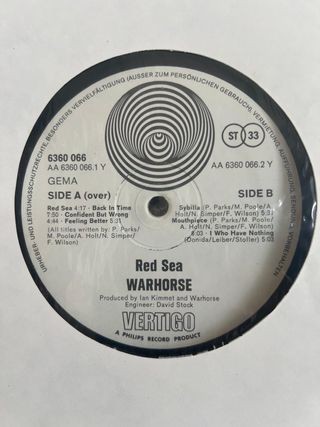 URHEBER- UND LEISTUNGSSCHUTZRECHTE, BESONDERS VERVIELFÄLTIGUNG (AUSSER ZUM PERSÖNLICHEN GEBRAUCH), VERMIETUNG, AUFFÜHRUNG, SENDUNG, VORBEHALTEN
6360 066
AA 6360 066.1 Y
GEMA
SIDE A (over)
Red Sea 4:17 · Back In Time
7:50 · Confident But Wrong
4:44 · Feeling Better 5:31
(All titles written by: P. Parks/
M. Poole/A. Holt/N. Simper/
F. Wilson)
ST 33
AA 6360 066.2 Y
SIDE B
Sybilla (P. Parks/M. Poole/A.
Holt/N. Simper/F. Wilson) 5:31
Mouthpiece (P. Parks/M. Poole/
A. Holt/N. Simper/F. Wilson)
8:03 · I Who Have Nothing
(Donida/Leiber/Stoller)
Red Sea
WARHORSE
Produced by Ian Kimmet and Warhorse
Engineer: David Stock
VERTIGO
A PHILIPS RECORD PRODUCT